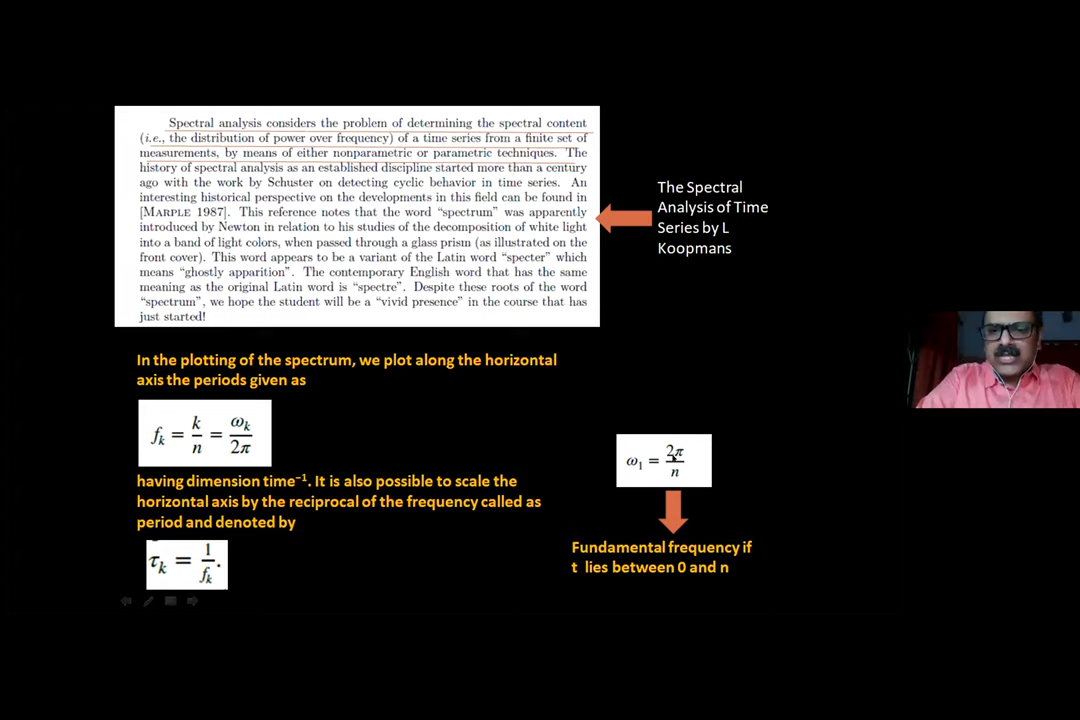 Spectral analysis considers the problem of determining the spectral content
(i.e., the distribution of power over frequency) of a time series from a finite set of
measurements, by means of either nonparametric or parametric techniques. The
history of spectral analysis as an established discipline started more than a century
ago with the work by Schuster on detecting cyclic behavior in time series. An
interesting historical perspective on the developments in this field can be found in
[MARPLE 1987]. This reference notes that the word “spectrum” was apparently
introduced by Newton in relation to his studies of the decomposition of white light
into a band of light colors, when passed through a glass prism (as illustrated on the
front cover). This word appears to be a variant of the Latin word “specter” which
means “ghostly apparition”. The contemporary English word that has the same
meaning as the original Latin word is “spectre”. Despite these roots of the word
“spectrum”, we hope the student will be a “vivid presence” in the course that has
just started!
The Spectral
Analysis of Time
Series by L
Koopmans
In the plotting of the spectrum, we plot along the horizontal
axis the periods given as
fₖ = k/n = ωₖ/2π
having dimension time⁻¹. It is also possible to scale the
horizontal axis by the reciprocal of the frequency called as
period and denoted by
τₖ = 1/fₖ.
ω₁ = 2π/n
Fundamental frequency if
t lies between 0 and n